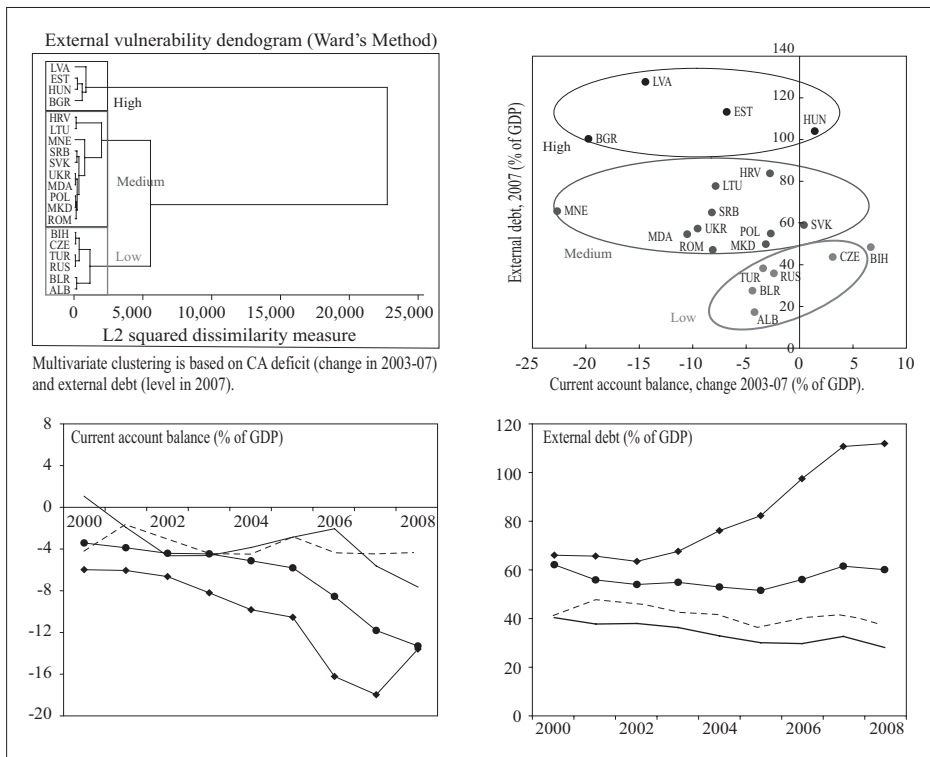 External vulnerability dendogram (Ward's Method)
LVA
EST
HUN
BGR
High
HRV
LTU
MNE
SRB
SVK
UKR
MDA
POL
MKD
ROM
Medium
BIH
CZE
TUR
RUS
BLR
ALB
Low
0 5,000 10,000 15,000 20,000 25,000
L2 squared dissimilarity measure
Multivariate clustering is based on CA deficit (change in 2003-07)
and external debt (level in 2007).
External debt, 2007 (% of GDP)
140
120
100
80
60
40
20
0
LVA
EST
HUN
BGR
High
HRV
LTU
MNE
SRB
SVK
UKR
MDA
POL
ROM
MKD
Medium
CZE
BIH
TUR
RUS
BLR
ALB
Low
-25 -20 -15 -10 -5 0 5 10
Current account balance, change 2003-07 (% of GDP).
Current account balance (% of GDP)
8
4
0
-4
-8
-12
-16
-20
2000 2002 2004 2006 2008
External debt (% of GDP)
120
100
80
60
40
20
0
2000 2002 2004 2006 2008